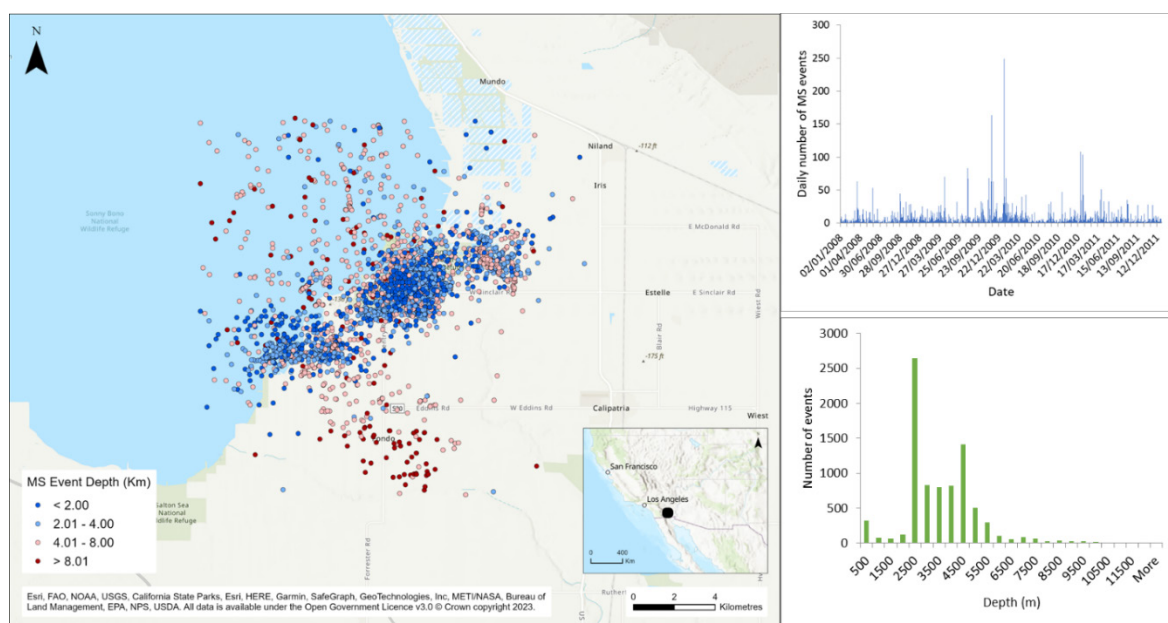 N
Mundo
Niland
-112 ft
Iris
Sonny Bono
National
Wildlife Refuge
E McDonald Rd
W Sinclair R
Estelle
E Sinclair Rd
Wiest Rd
Blair Rd
-175 ft
Eddins Rd
W Eddins Rd
Calipatria
Highway 115
Wiest
ondo
Salton Sea
National
Wildlife Refuge
Forrester Rd
Ruther
US
MS Event Depth (Km)
< 2.00
2.01 - 4.00
4.01 - 8.00
> 8.01
San Francisco
Los Angeles
0 400
Km
Esri, FAO, NOAA, USGS, California State Parks, Esri, HERE, Garmin, SafeGraph, GeoTechnologies, Inc, METI/NASA, Bureau of
Land Management, EPA, NPS, USDA. All data is available under the Open Government Licence v3.0 © Crown copyright 2023.
0 2 4
Kilometres
Daily number of MS events
300
250
200
150
100
50
0
02/01/2008
01/04/2008
30/06/2008
28/09/2008
27/12/2008
27/03/2009
25/06/2009
23/09/2009
22/12/2009
22/03/2010
20/06/2010
18/09/2010
17/12/2010
17/03/2011
15/06/2011
13/09/2011
12/12/2011
Date
Number of events
3000
2500
2000
1500
1000
500
0
500
1500
2500
3500
4500
5500
6500
7500
8500
9500
10500
11500
More
Depth (m)